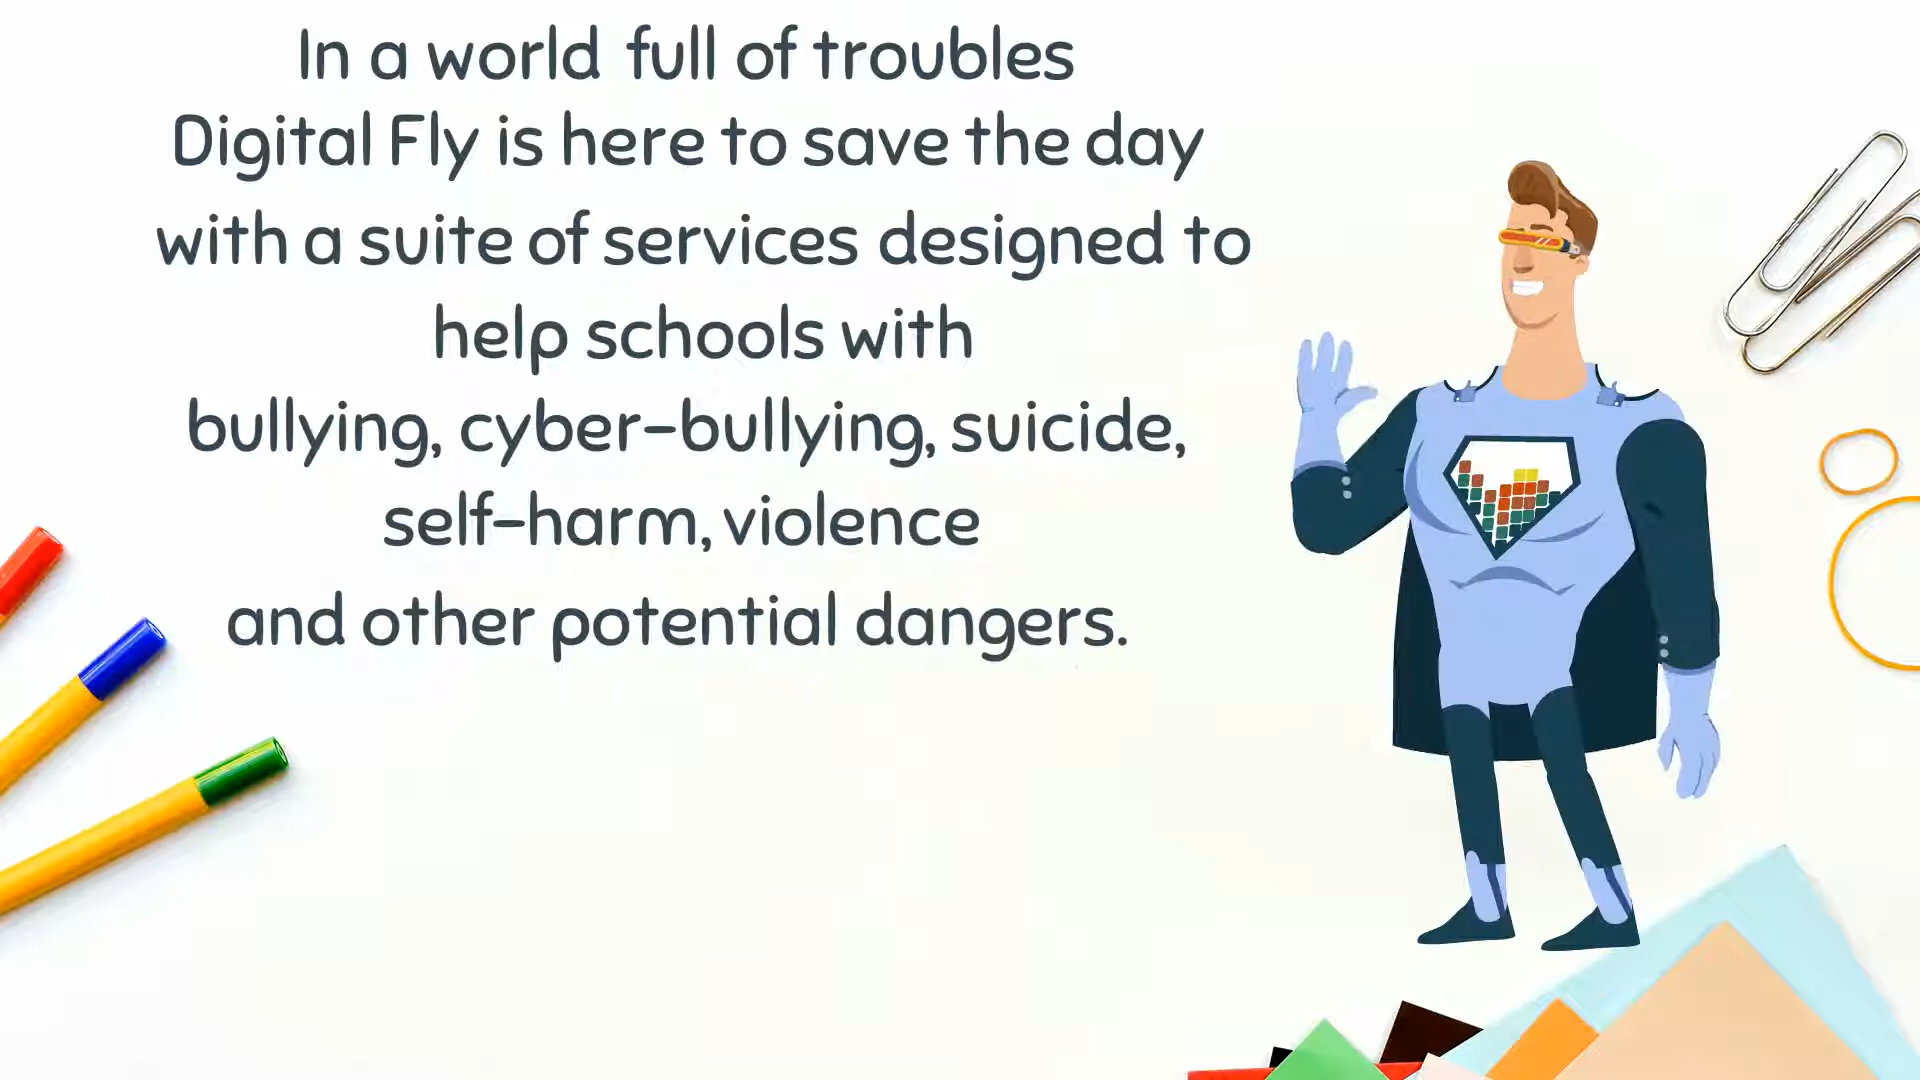 In a world full of troubles
Digital Fly is here to save the day
with a suite of services designed to
help schools with
bullying, cyber-bullying, suicide,
self-harm, violence
and other potential dangers.